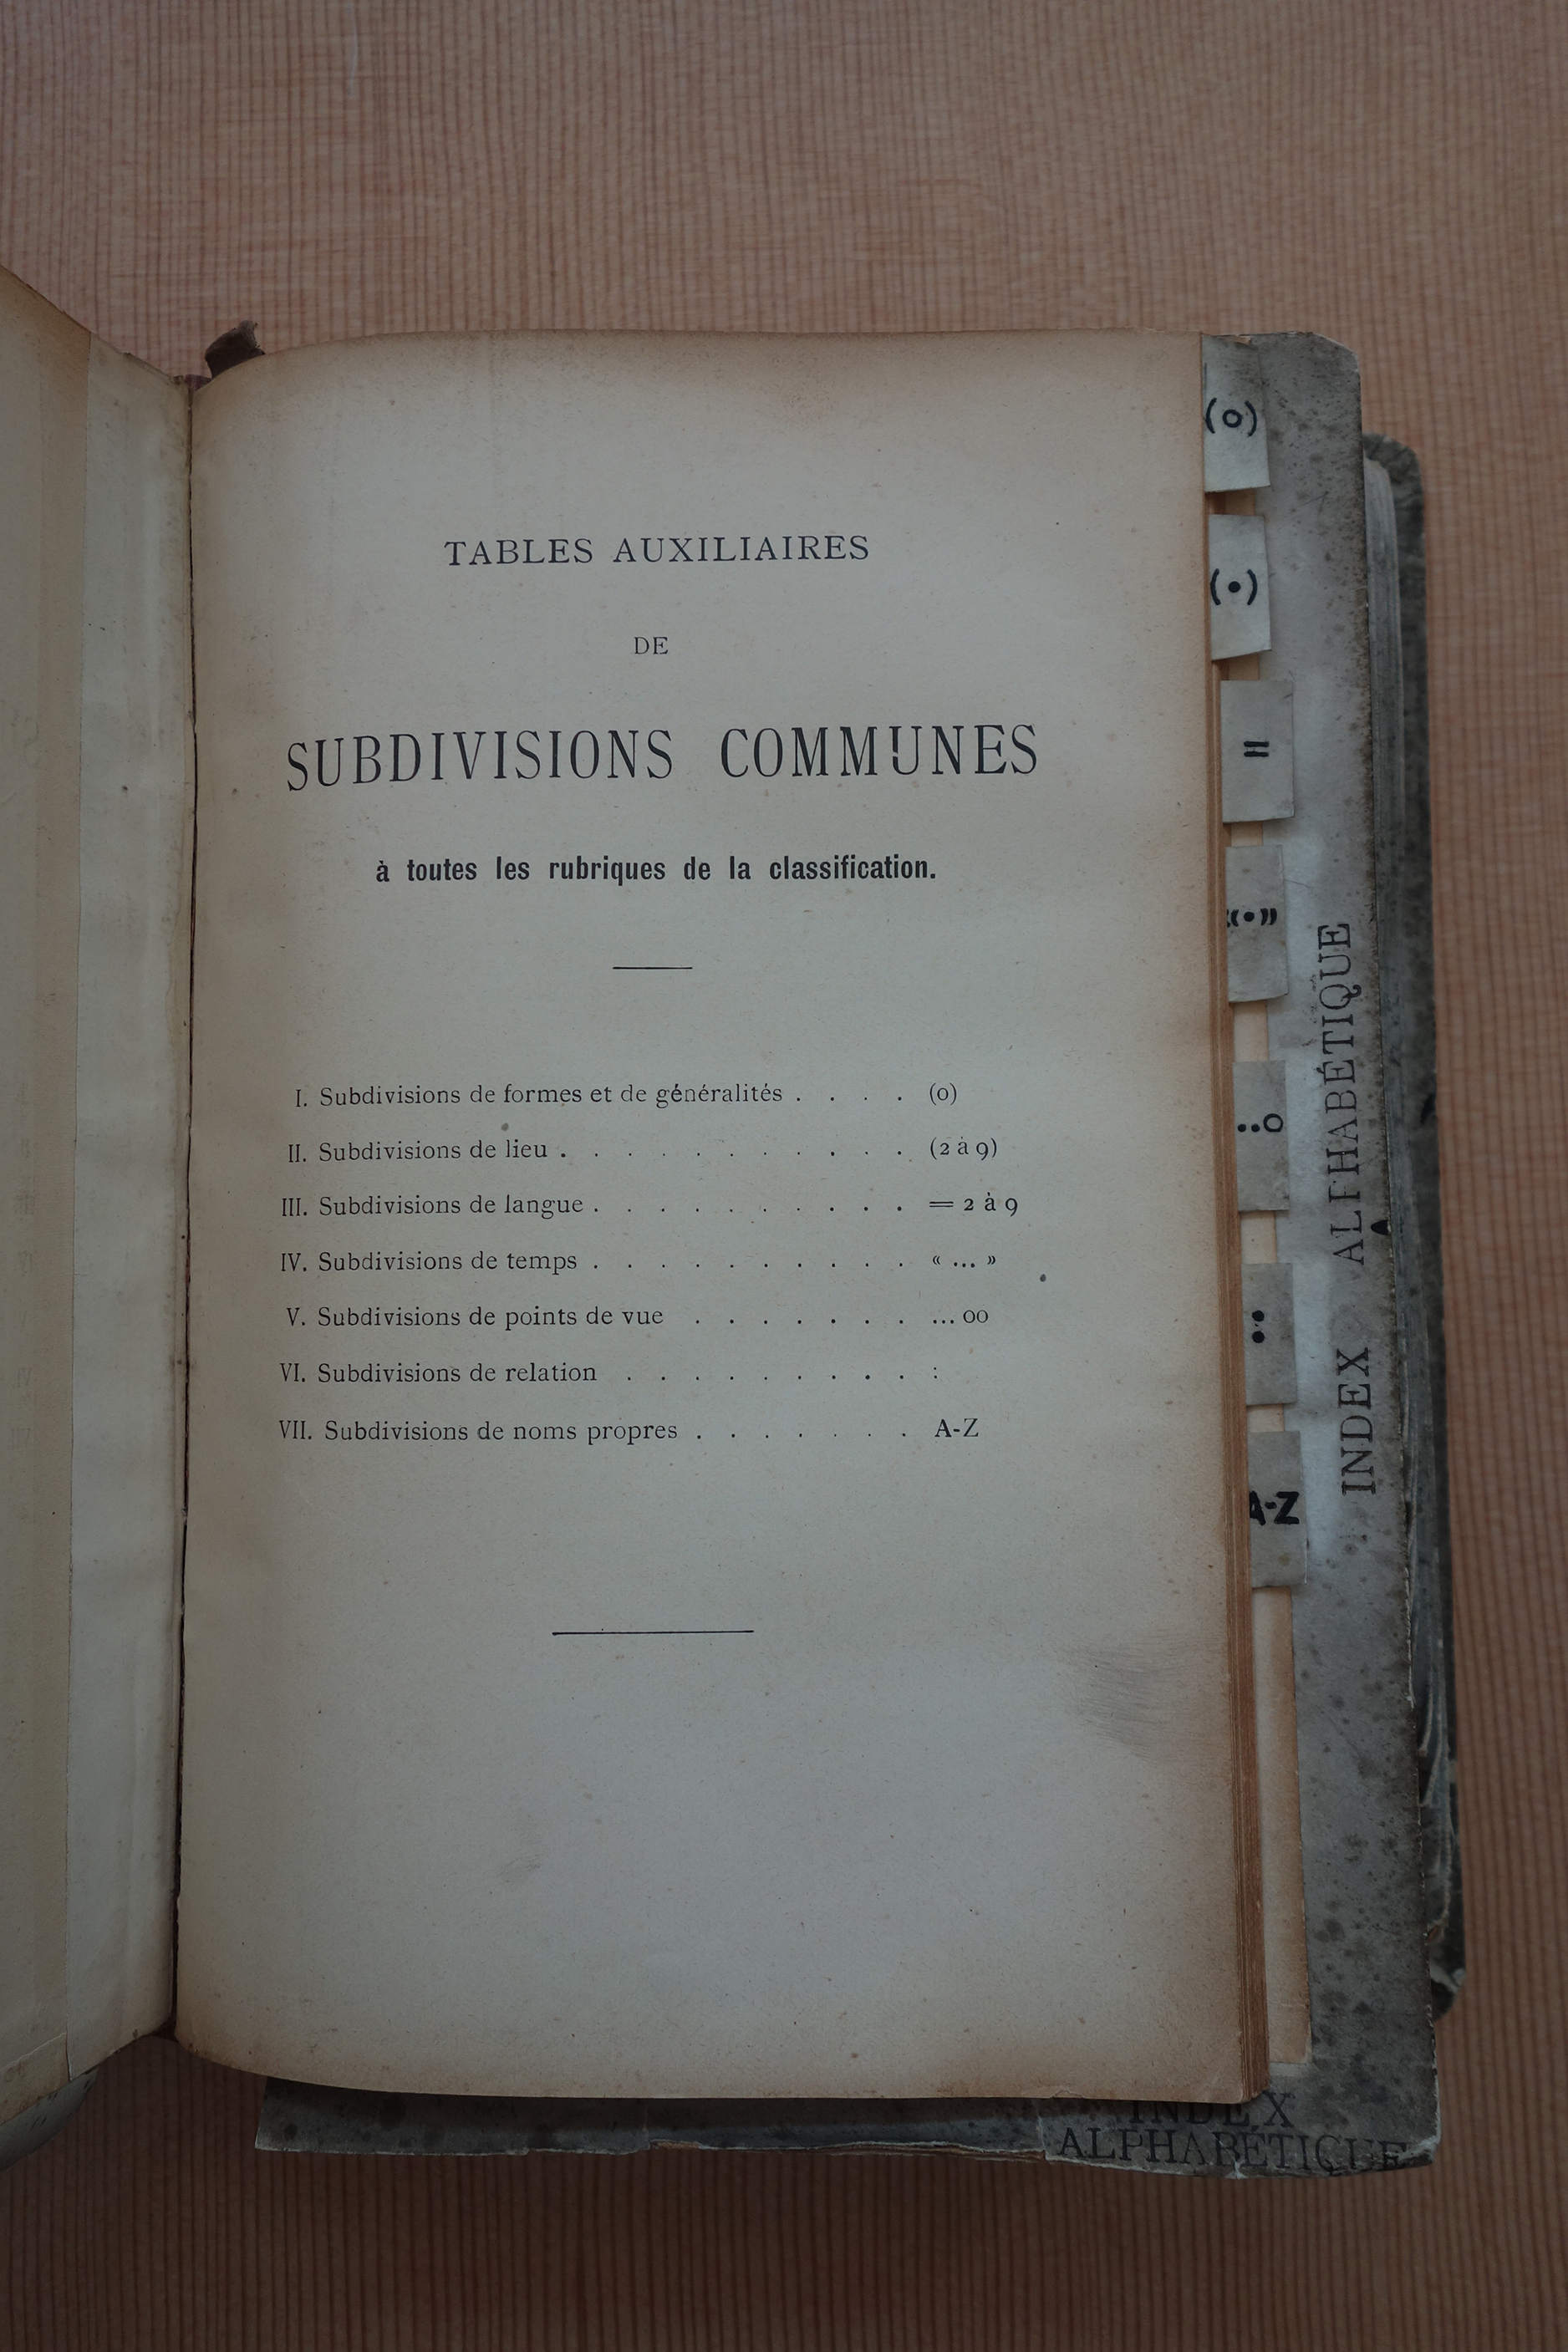 TABLES AUXILIAIRES
DE
SUBDIVISIONS COMMUNES
à toutes les rubriques de la classification.
I. Subdivisions de formes et de généralités . . . . (0)
II. Subdivisions de lieu . . . . . . . . . . . (2 à 9)
III. Subdivisions de langue . . . . . . . . . . = 2 à 9
IV. Subdivisions de temps . . . . . . . . . . « ... »
V. Subdivisions de points de vue . . . . . . . ... 00
VI. Subdivisions de relation . . . . . . . . . :
VII. Subdivisions de noms propres . . . . . . . A-Z
(0)
(•)
=
«•»
..0
:
A-Z
INDEX ALPHABÉTIQUE
INDEX
ALPHABÉTIQUE